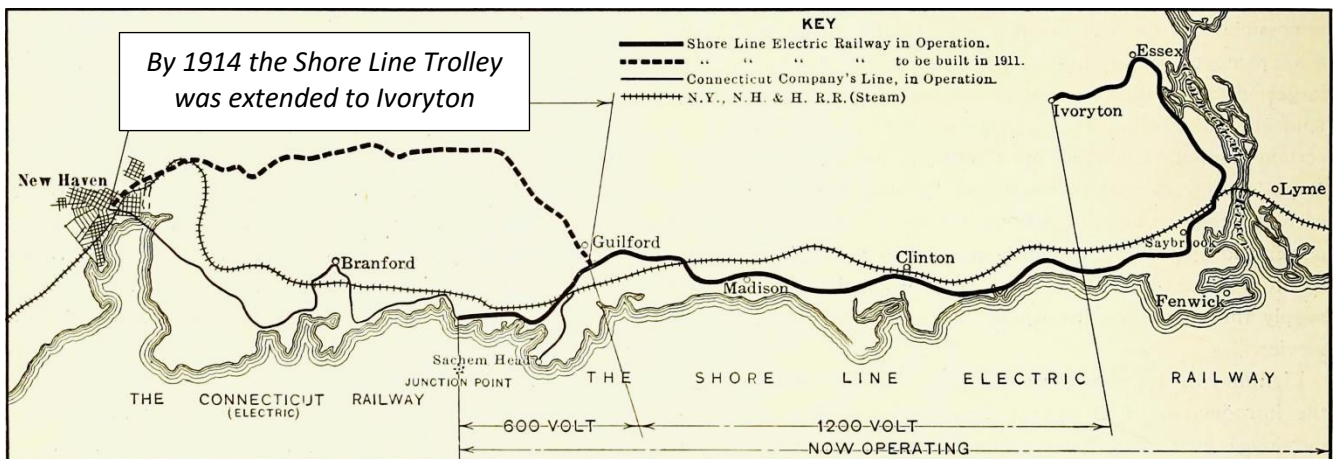 KEY
Shore Line Electric Railway in Operation.
“ “ “ “ to be built in 1911.
Connecticut Company's Line, in Operation.
N.Y., N.H. & H. R.R. (Steam)
By 1914 the Shore Line Trolley
was extended to Ivoryton
Essex
Ivoryton
Connecticut River
New Haven
Lyme
Saybrook
Guilford
Branford
Clinton
Madison
Fenwick
Sachem Head
JUNCTION POINT
THE CONNECTICUT RAILWAY
(ELECTRIC)
THE SHORE LINE ELECTRIC RAILWAY
600 VOLT
1200 VOLT
NOW OPERATING